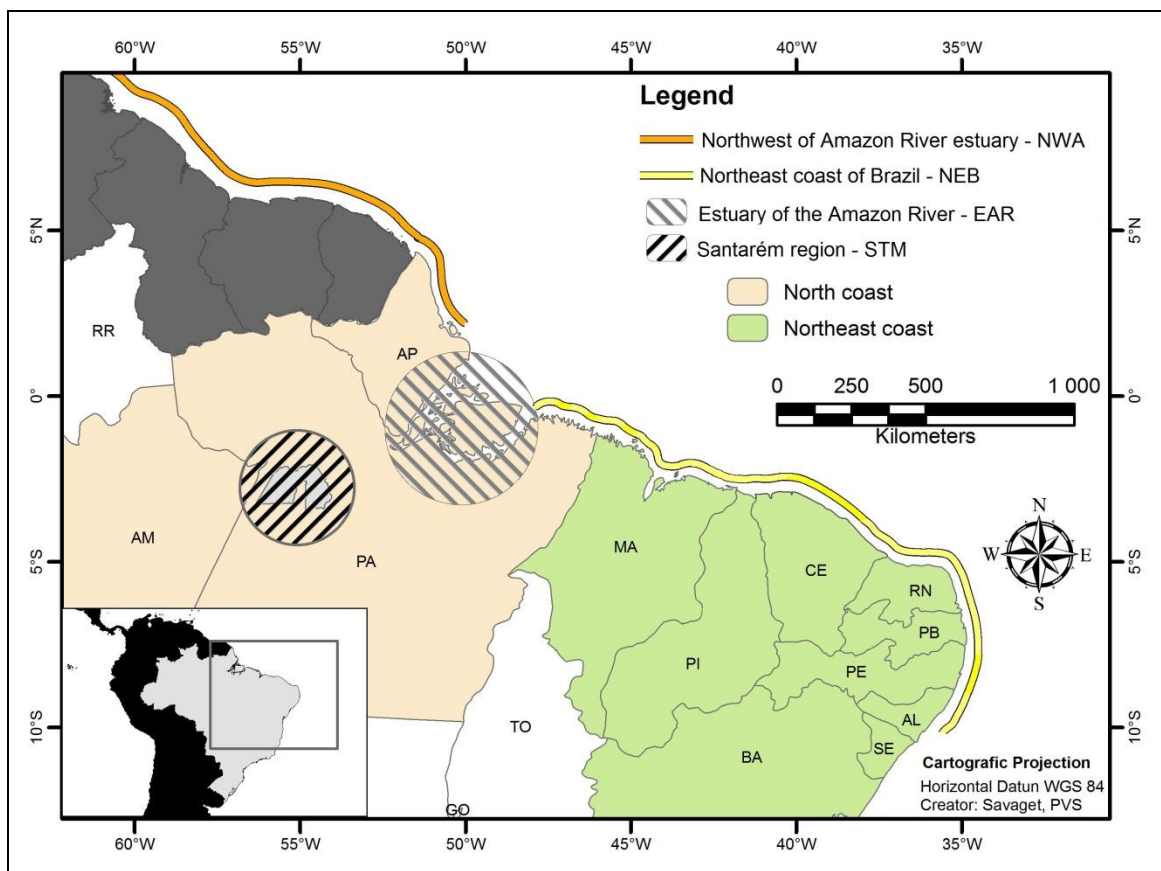 60°W 55°W 50°W 45°W 40°W 35°W
Legend
Northwest of Amazon River estuary - NWA
Northeast coast of Brazil - NEB
Estuary of the Amazon River - EAR
Santarém region - STM
North coast
Northeast coast
5°N 5°N
RR
AP
0 250 500 1 000
Kilometers
0° 0°
N
W E
S
AM
PA
MA
CE
RN
PB
5°S 5°S
PI
PE
AL
SE
BA
TO
GO
10°S 10°S
Cartografic Projection
Horizontal Datun WGS 84
Creator: Savaget, PVS
60°W 55°W 50°W 45°W 40°W 35°W